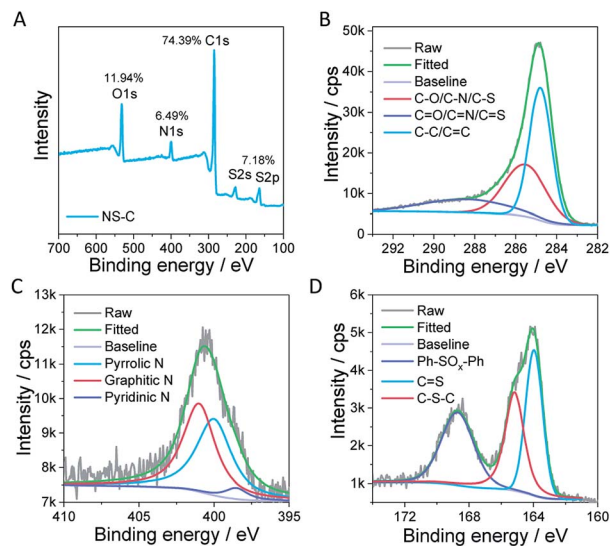 A
74.39% C1s
11.94%
O1s
6.49%
N1s
7.18%
S2s S2p
NS-C
Intensity
700 600 500 400 300 200 100
Binding energy / eV
B
50k
40k
30k
20k
10k
0
Raw
Fitted
Baseline
C-O/C-N/C-S
C=O/C=N/C=S
C-C/C=C
Intensity / cps
292 290 288 286 284 282
Binding energy / eV
C
13k
12k
11k
10k
9k
8k
7k
Raw
Fitted
Baseline
Pyrrolic N
Graphitic N
Pyridinic N
Intensity / cps
410 405 400 395
Binding energy / eV
D
6k
5k
4k
3k
2k
1k
0
Raw
Fitted
Baseline
Ph-SOx-Ph
C=S
C-S-C
Intensity / cps
172 168 164 160
Binding energy / eV